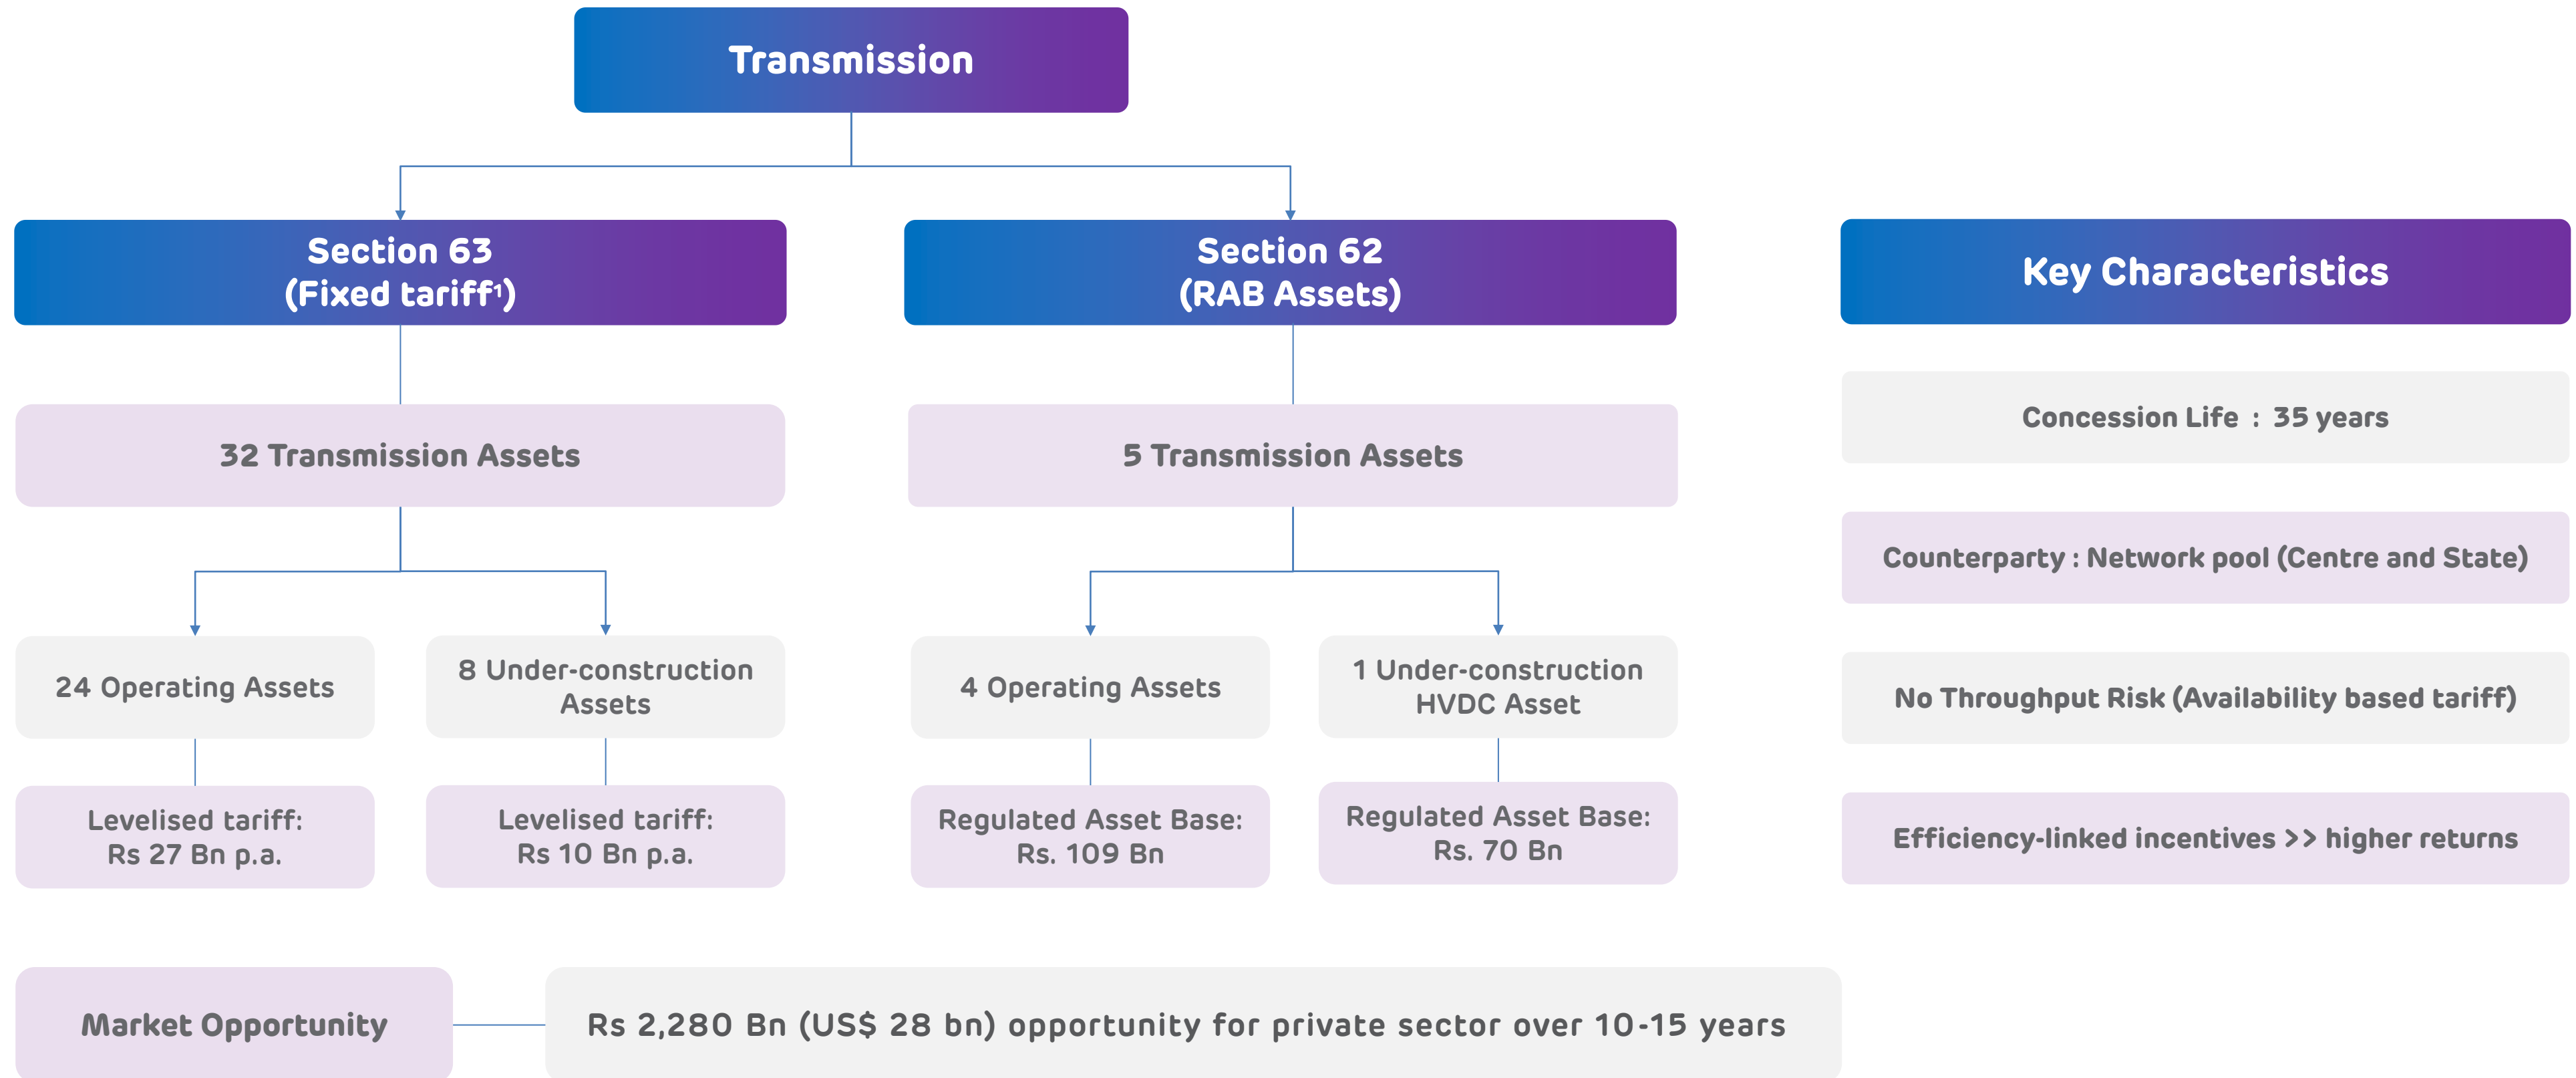 Transmission
Section 63
(Fixed tariff¹)
32 Transmission Assets
24 Operating Assets
Levelised tariff:
Rs 27 Bn p.a.
8 Under-construction
Assets
Levelised tariff:
Rs 10 Bn p.a.
Section 62
(RAB Assets)
5 Transmission Assets
4 Operating Assets
Regulated Asset Base:
Rs. 109 Bn
1 Under-construction
HVDC Asset
Regulated Asset Base:
Rs. 70 Bn
Key Characteristics
Concession Life : 35 years
Counterparty : Network pool (Centre and State)
No Throughput Risk (Availability based tariff)
Efficiency-linked incentives >> higher returns
Market Opportunity
Rs 2,280 Bn (US$ 28 bn) opportunity for private sector over 10-15 years